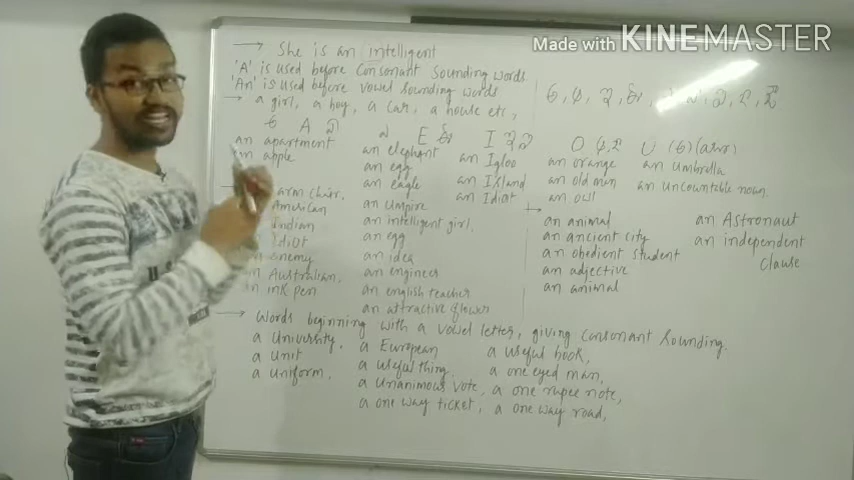 Made with KINEMASTER
→ She is an intelligent
'A' is used before Consonant Sounding words
'An' is used before Vowel Sounding words
→ a girl, a boy, a car, a house etc,
A
E
I
O
U
an apartment
an apple
arm chair,
American
Indian
Idiot
enemy
an Australian,
an ink pen
an elephant
an egg
an eagle
an Umpire
an intelligent girl,
an egg
an idea
an engineer
an english teacher
an attractive flower
an Igloo
an Island
an Idiot
an orange
an old man
an owl
an umbrella
an uncountable noun.
an animal
an ancient city
an obedient student
an adjective
an animal
an Astronaut
an independent
clause
→ Words beginning with a vowel letter, giving Consonant Sounding.
a University,
a Unit
a Uniform,
a European
a useful thing,
a Unanimous vote,
a one way ticket,
a useful book,
a one eyed man,
a one rupee note,
a one way road,